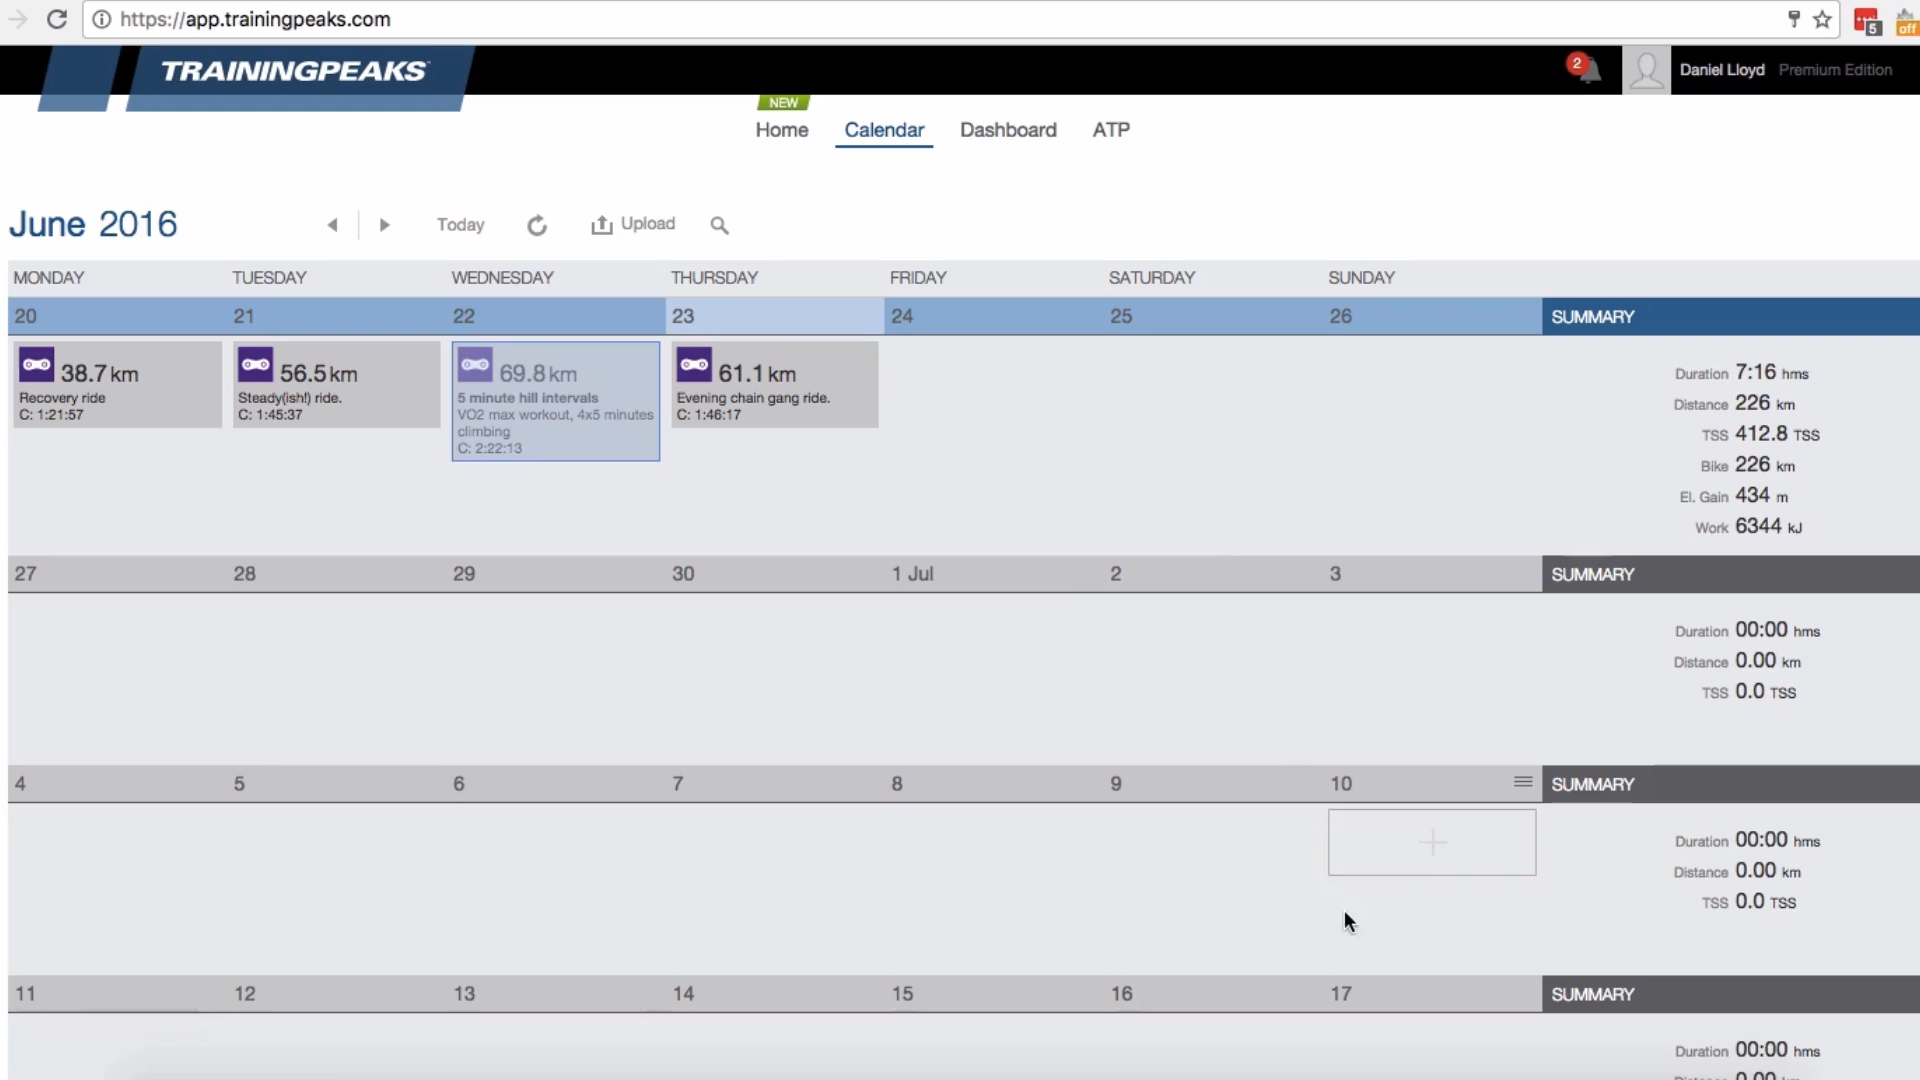 https://app.trainingpeaks.com
5
off
TRAININGPEAKS
2
Daniel Lloyd Premium Edition
NEW
Home Calendar Dashboard ATP
June 2016 Today Upload
MONDAY TUESDAY WEDNESDAY THURSDAY FRIDAY SATURDAY SUNDAY
20 21 22 23 24 25 26 SUMMARY
38.7 km
Recovery ride
C: 1:21:57
56.5 km
Steady(ish!) ride.
C: 1:45:37
69.8 km
5 minute hill intervals
VO2 max workout, 4x5 minutes
climbing
C: 2:22:13
61.1 km
Evening chain gang ride.
C: 1:46:17
Duration 7:16 hms
Distance 226 km
TSS 412.8 TSS
Bike 226 km
El. Gain 434 m
Work 6344 kJ
27 28 29 30 1 Jul 2 3 SUMMARY
Duration 00:00 hms
Distance 0.00 km
TSS 0.0 TSS
4 5 6 7 8 9 10 SUMMARY
Duration 00:00 hms
Distance 0.00 km
TSS 0.0 TSS
11 12 13 14 15 16 17 SUMMARY
Duration 00:00 hms